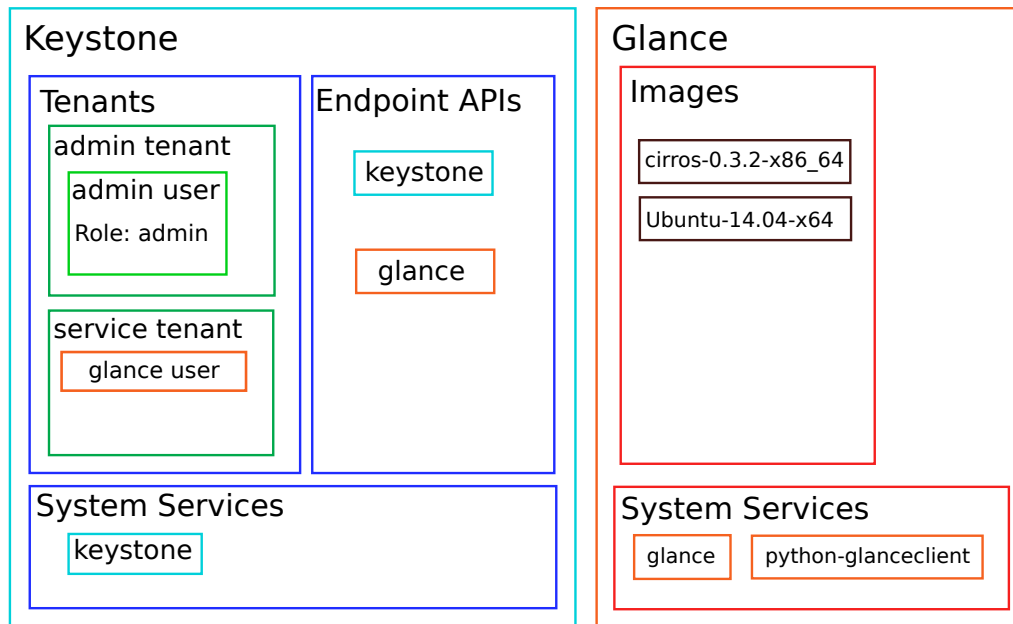 Keystone
Tenants
admin tenant
admin user
Role: admin
service tenant
glance user
Endpoint APIs
keystone
glance
System Services
keystone
Glance
Images
cirros-0.3.2-x86_64
Ubuntu-14.04-x64
System Services
glance
python-glanceclient